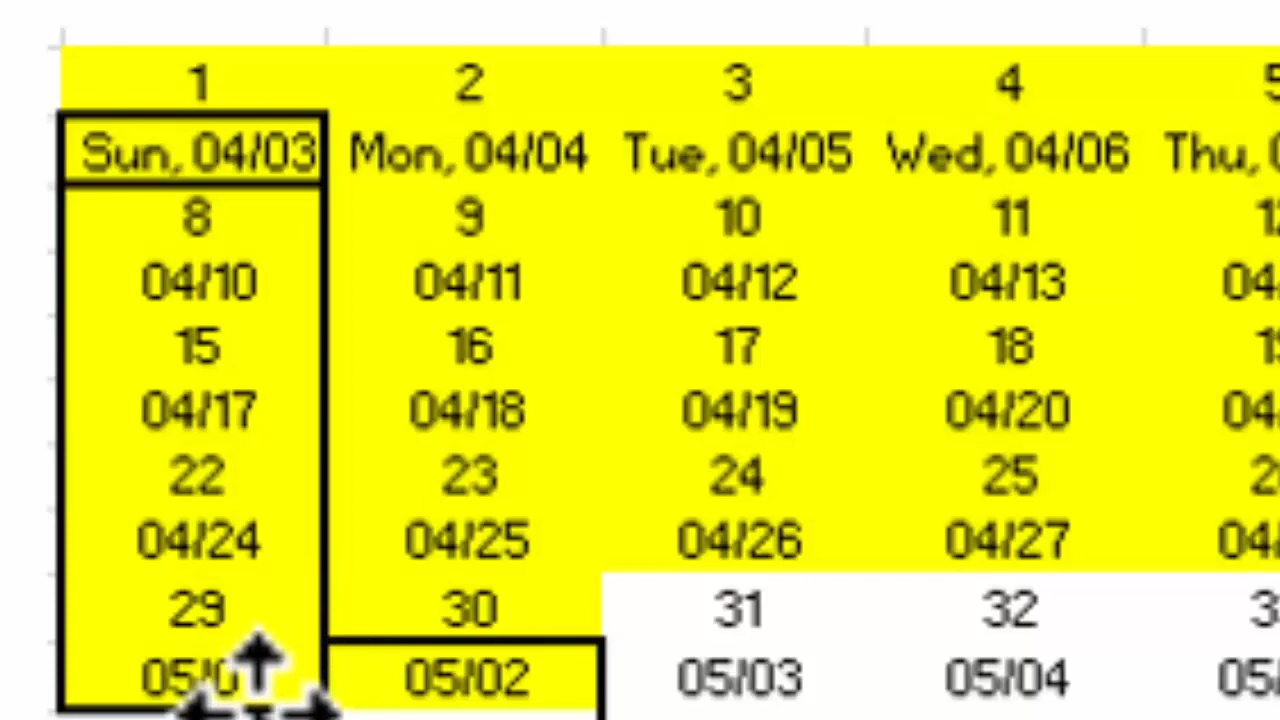 1 2 3 4 5
Sun, 04/03 Mon, 04/04 Tue, 04/05 Wed, 04/06 Thu,
8 9 10 11
04/10 04/11 04/12 04/13
15 16 17 18
04/17 04/18 04/19 04/20
22 23 24 25
04/24 04/25 04/26 04/27
29 30 31 32
05/02 05/03 05/04